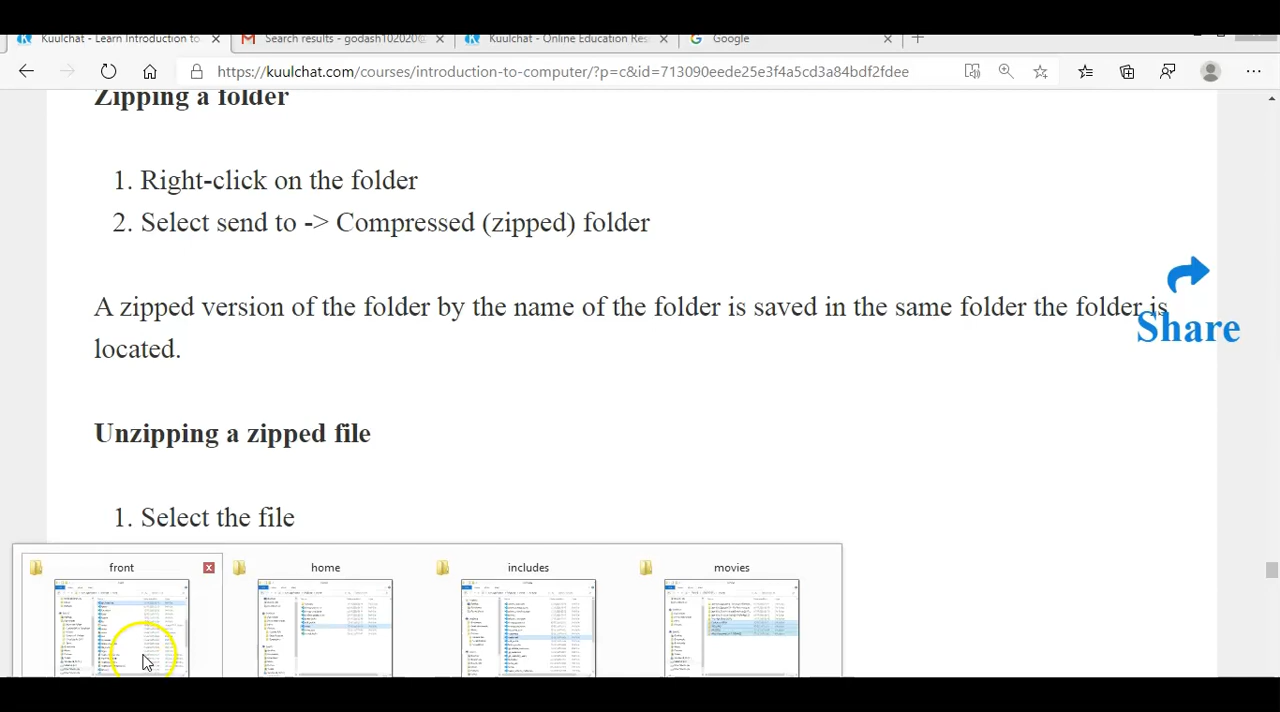 Kuulchat - Learn Introduction to
Search results - godash102020@
Kuulchat - Online Education Res
Google
https://kuulchat.com/courses/introduction-to-computer/?p=c&id=713090eede25e3f4a5cd3a84bdf2fdee
Zipping a folder
1. Right-click on the folder
2. Select send to -> Compressed (zipped) folder
A zipped version of the folder by the name of the folder is saved in the same folder the folder is
located.
Share
Unzipping a zipped file
1. Select the file
front
home
includes
movies